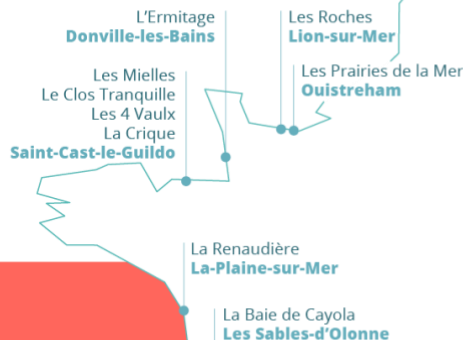 L'Ermitage
Donville-les-Bains
Les Roches
Lion-sur-Mer
Les Mielles
Le Clos Tranquille
Les 4 Vaulx
La Crique
Saint-Cast-le-Guildo
Les Prairies de la Mer
Ouistreham
La Renaudière
La-Plaine-sur-Mer
La Baie de Cayola
Les Sables-d'Olonne